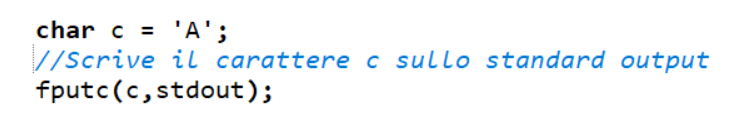 char c = 'A';
//Scrive il carattere c sullo standard output
fputc(c,stdout);